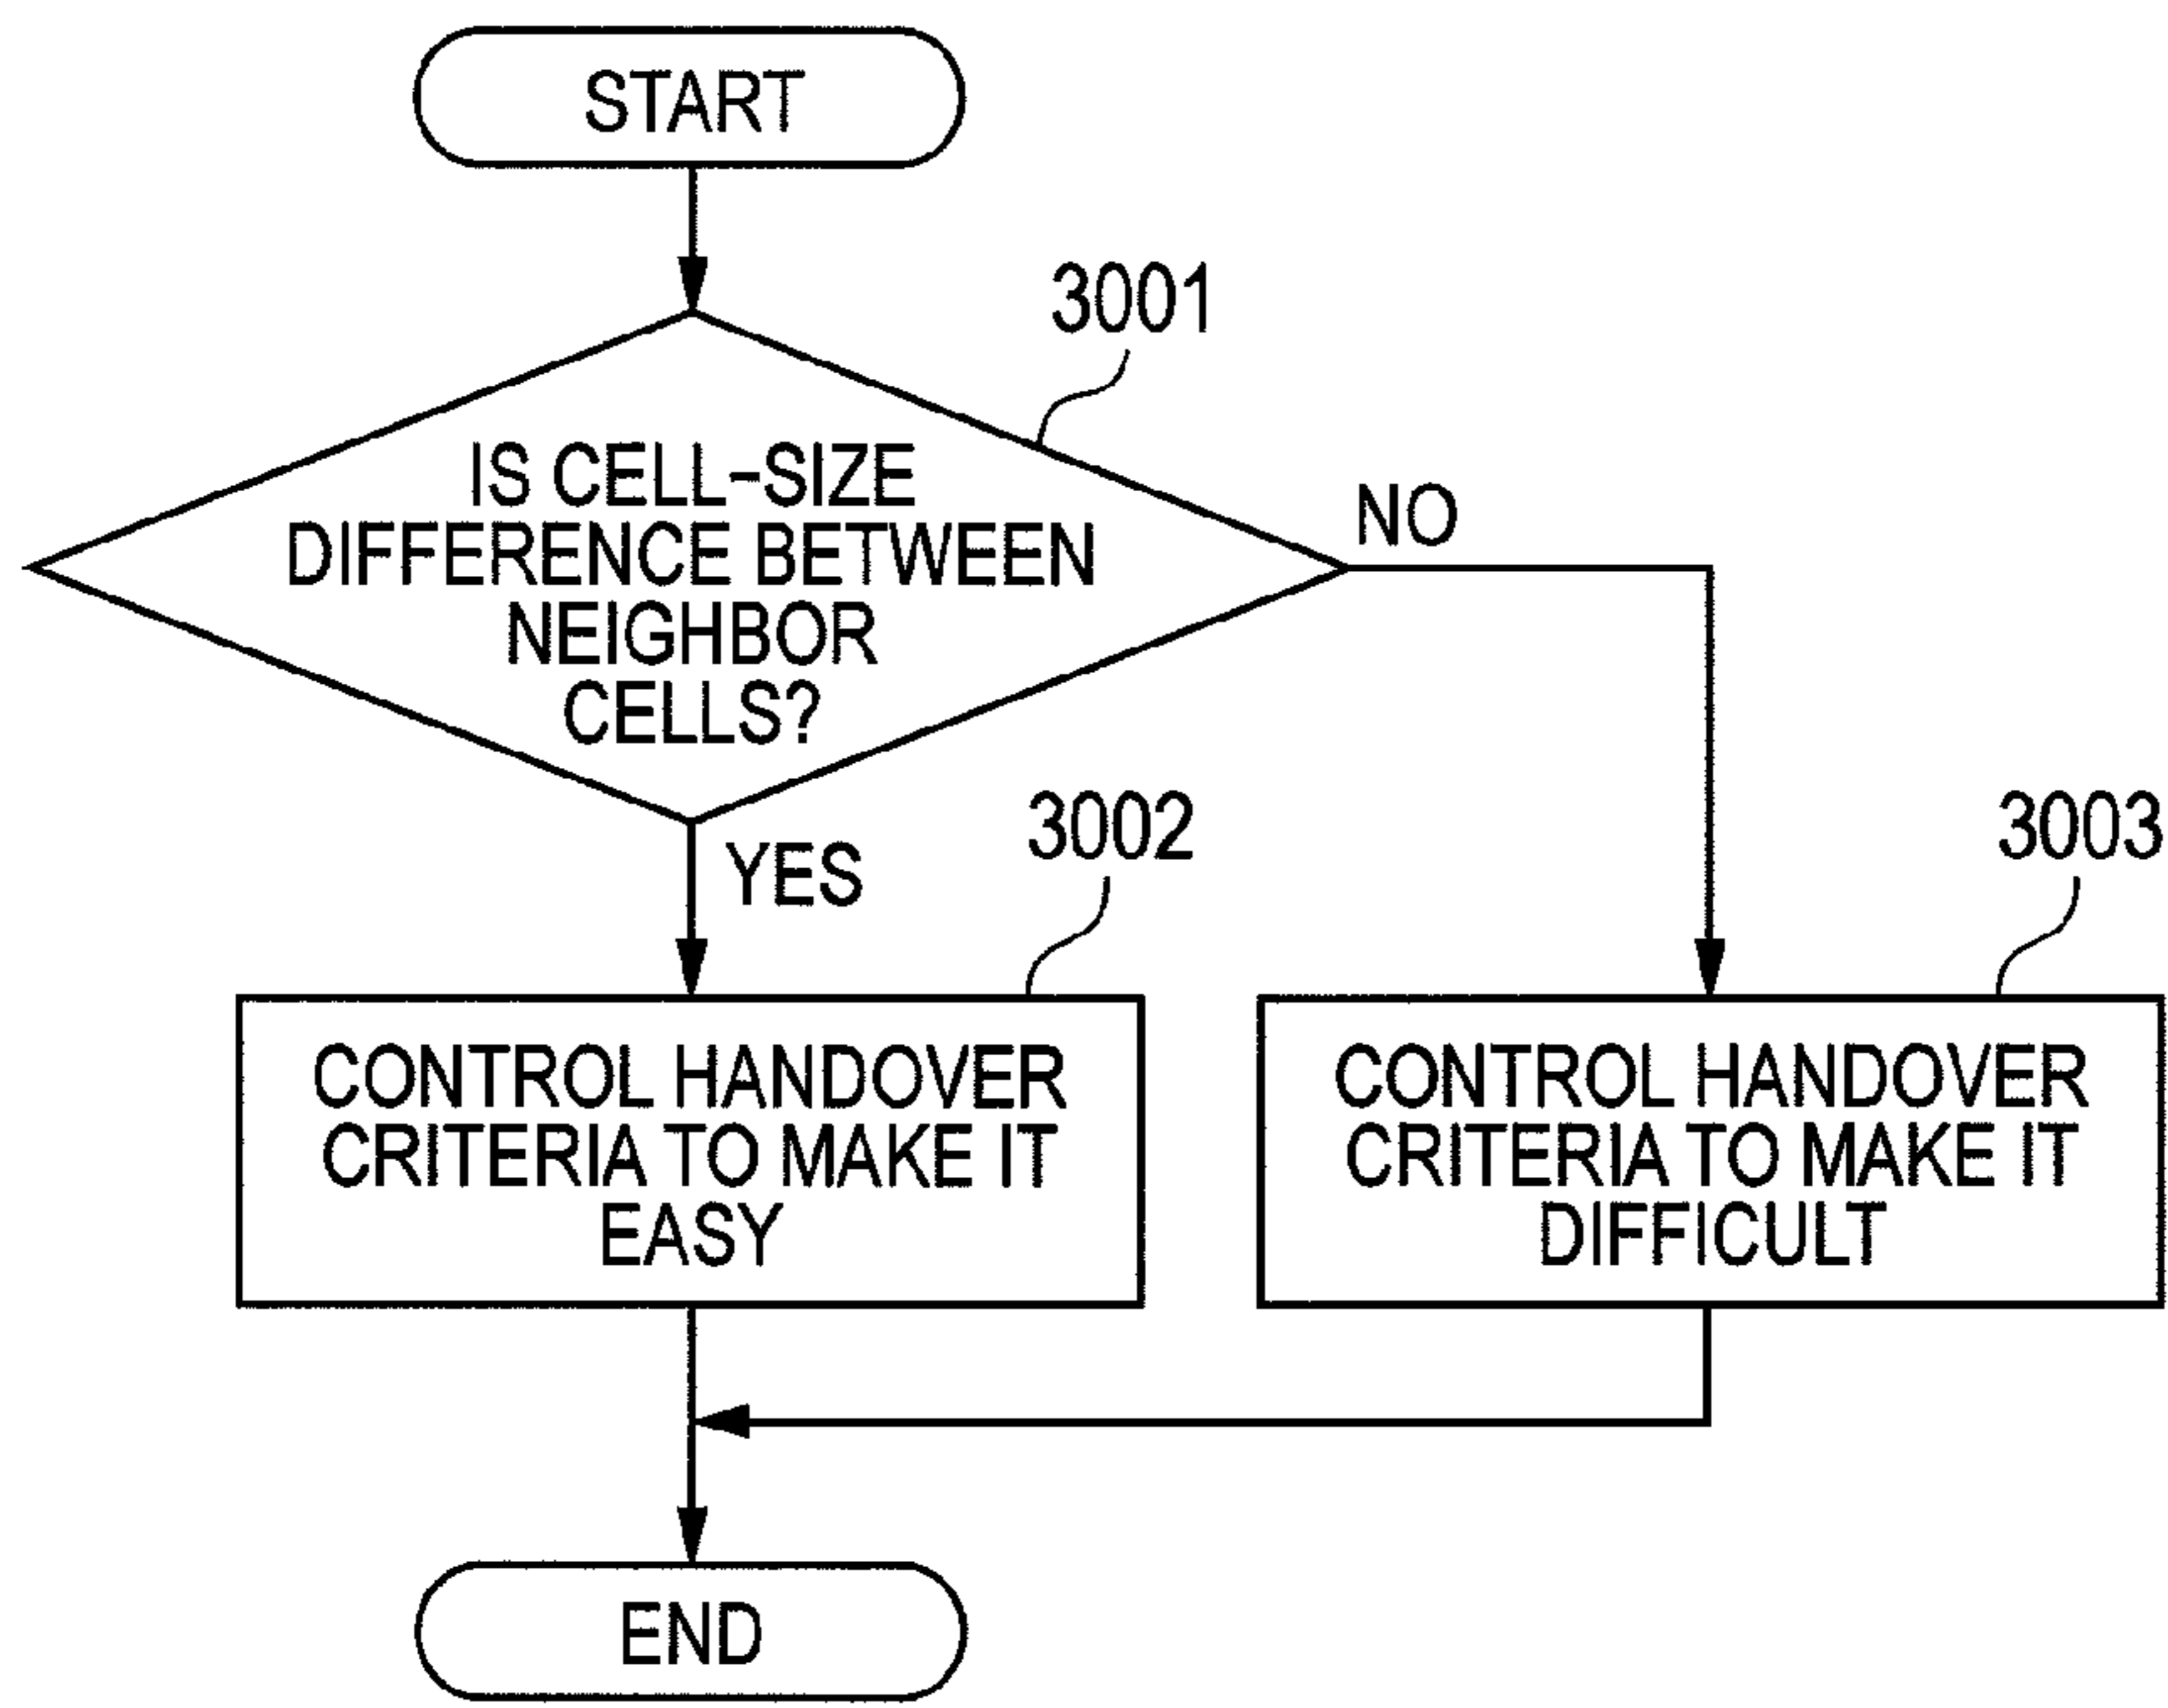 START
3001
IS CELL-SIZE
DIFFERENCE BETWEEN
NEIGHBOR
CELLS?
NO
YES
3002
CONTROL HANDOVER
CRITERIA TO MAKE IT
EASY
3003
CONTROL HANDOVER
CRITERIA TO MAKE IT
DIFFICULT
END